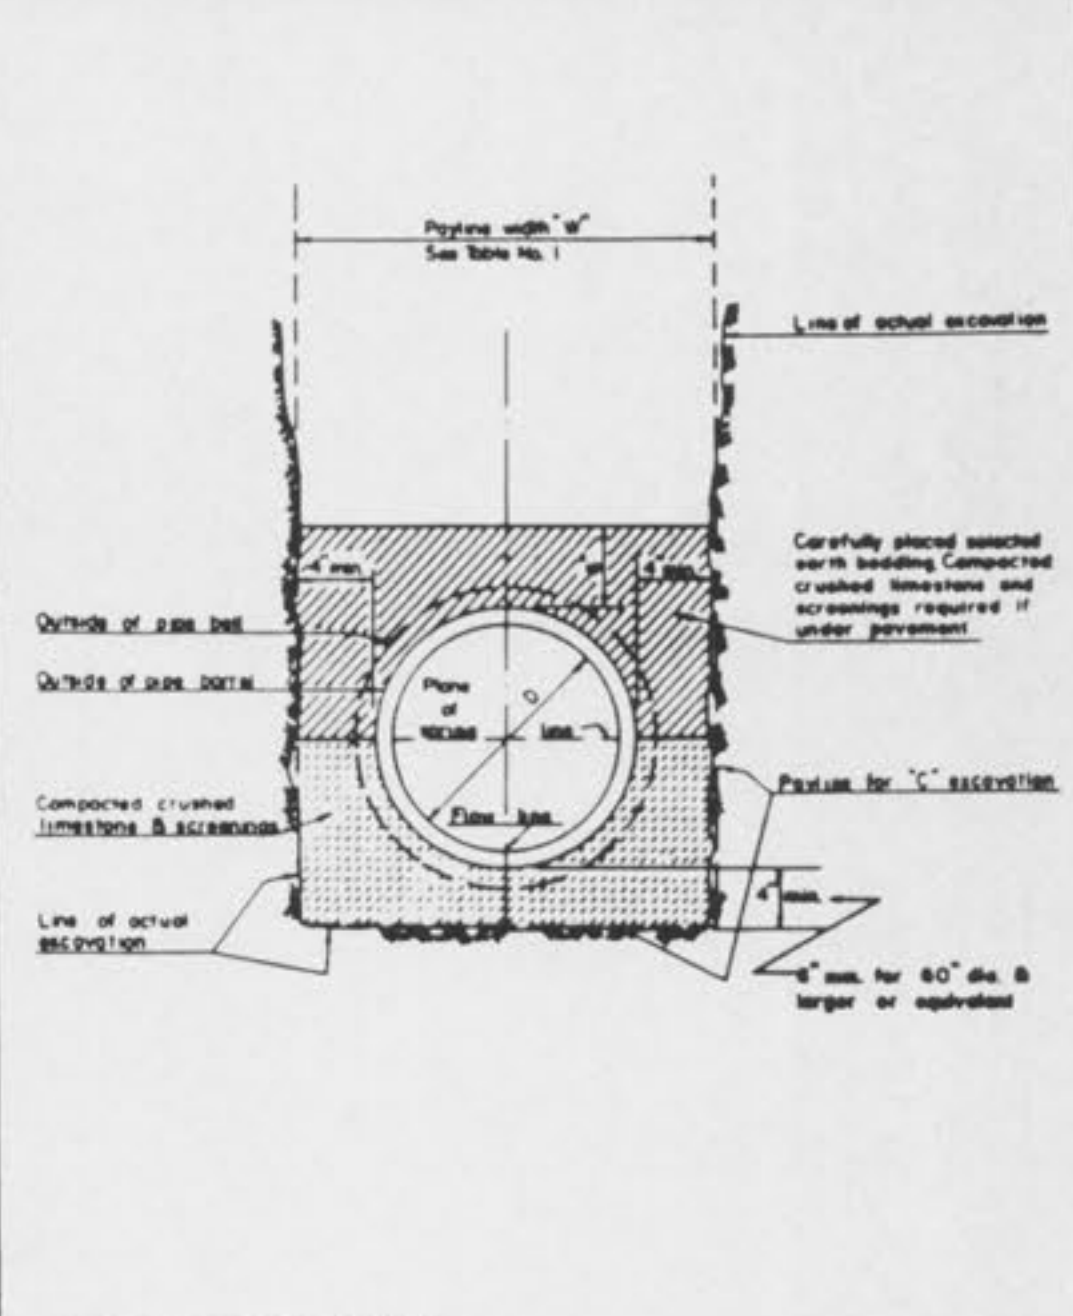 Payline width "W"
See Table No. 1
Line of actual excavation
Carefully placed selected
earth bedding. Compacted
crushed limestone and
screenings required if
under pavement
4" min.
4" min.
Outside of pipe bell
Outside of pipe barrel
Plane
of
D
Line
Flow Line
Payline for "C" excavation
Compacted crushed
limestone & screenings
4" min.
Line of actual
excavation
min. for 60" dia. &
larger or equivalent